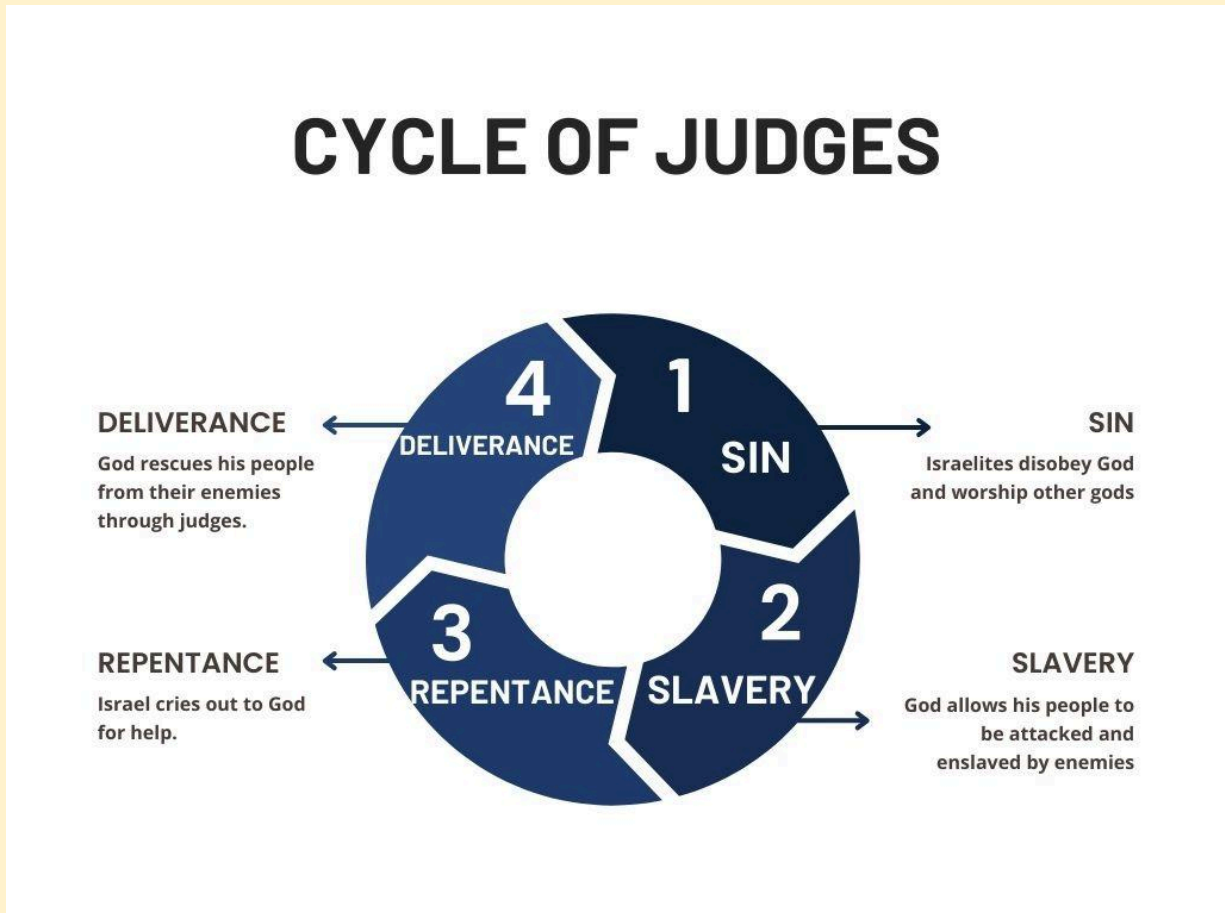 CYCLE OF JUDGES
4
DELIVERANCE
1
SIN
2
SLAVERY
3
REPENTANCE
DELIVERANCE
God rescues his people
from their enemies
through judges.
SIN
Israelites disobey God
and worship other gods
REPENTANCE
Israel cries out to God
for help.
SLAVERY
God allows his people to
be attacked and
enslaved by enemies